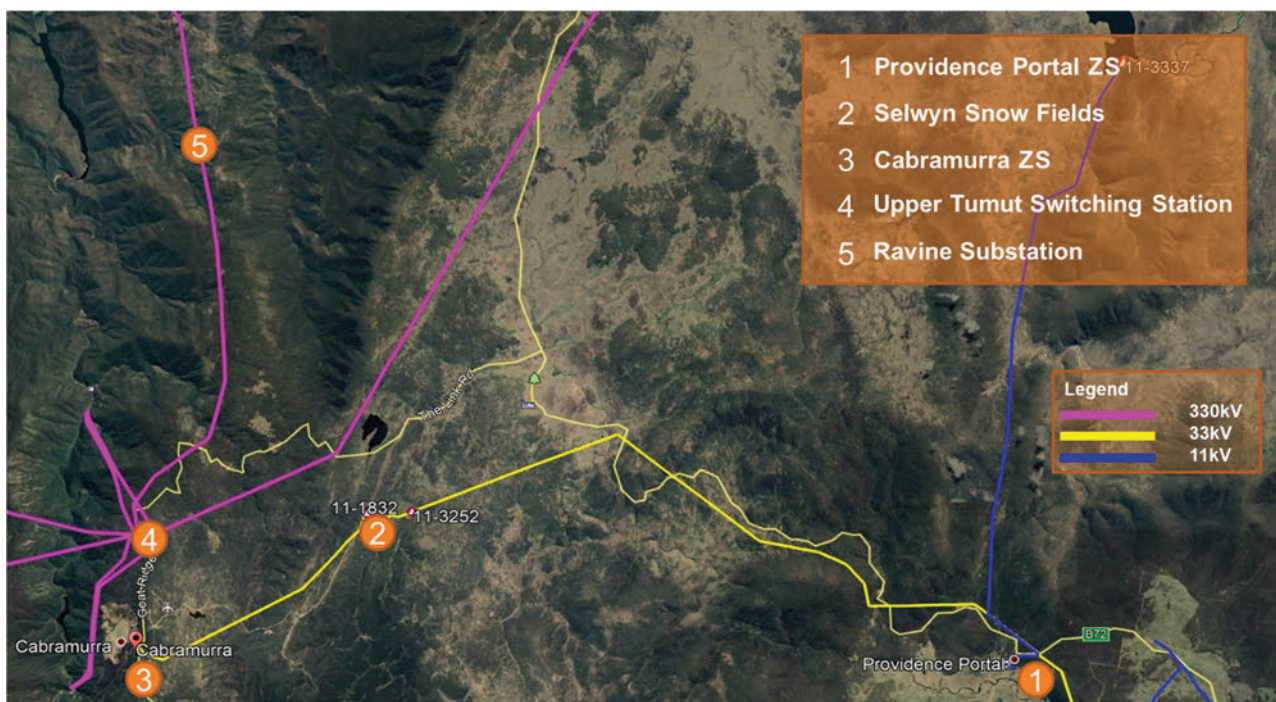 1 Providence Portal ZS
11-3337
2 Selwyn Snow Fields
3 Cabramurra ZS
4 Upper Tumut Switching Station
5 Ravine Substation
5
The Link Rd
Legend
330kV
33kV
11kV
11-1832
11-3252
2
4
Goat Ridge
Cabramurra
Cabramurra
3
B72
Providence Portal
1